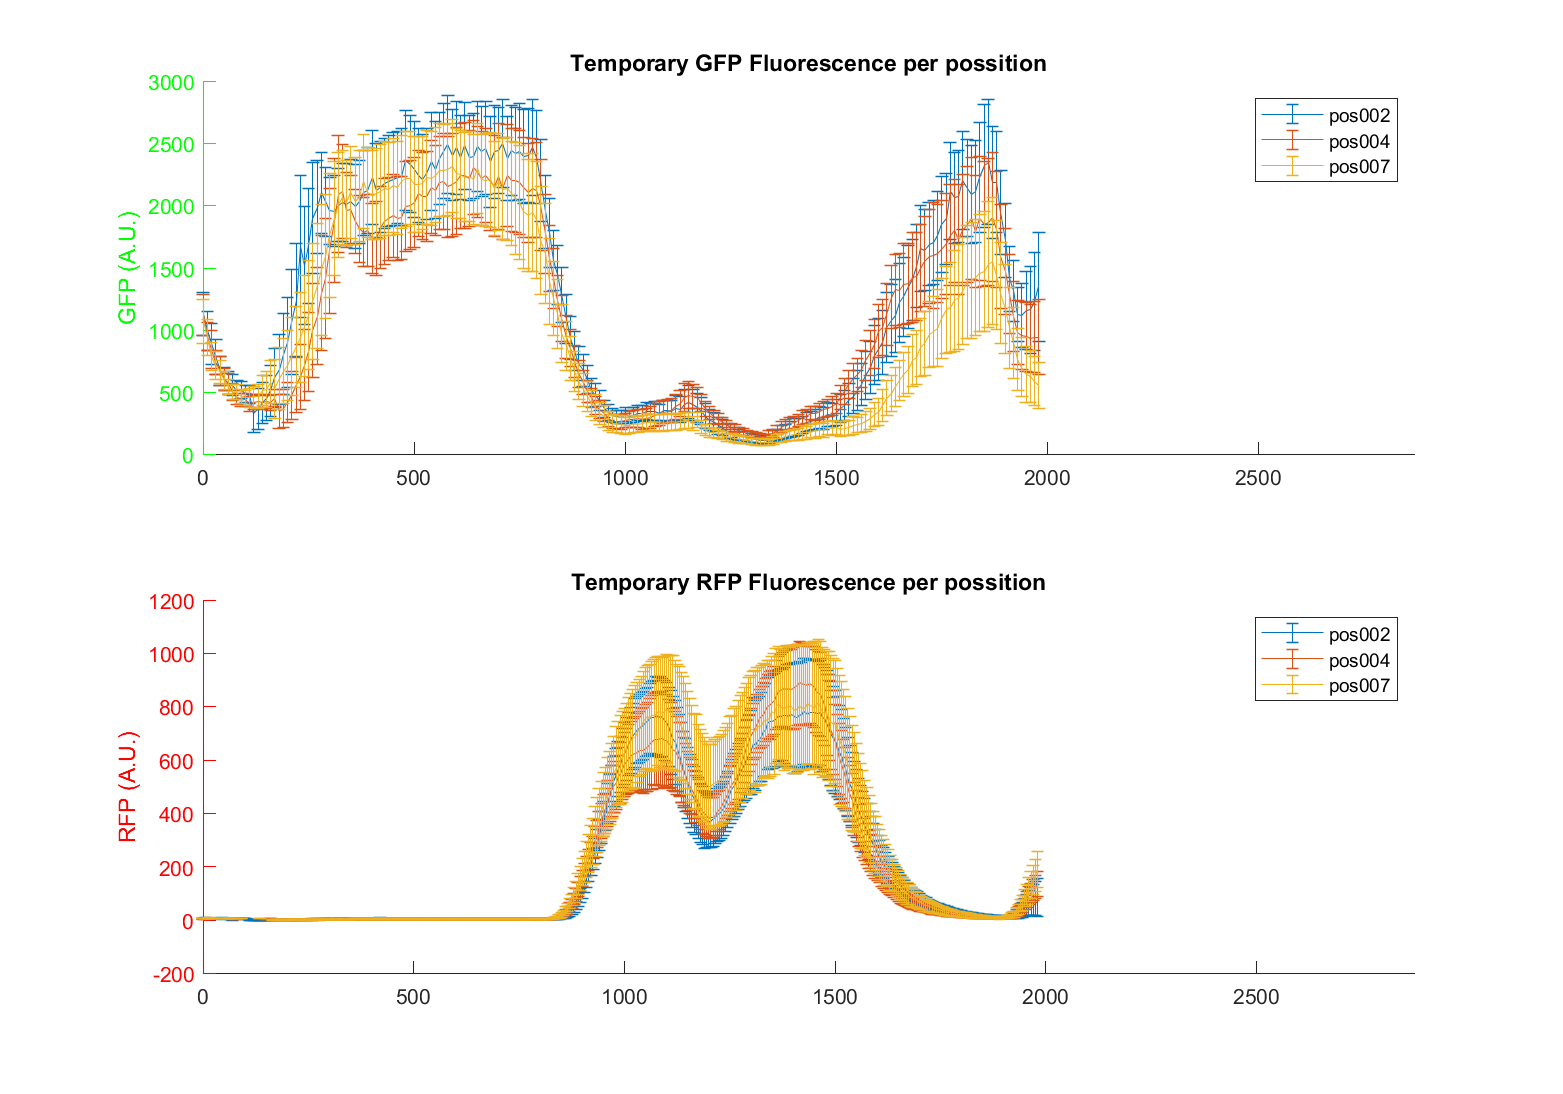 Temporary GFP Fluorescence per possition
GFP (A.U.)
3000
2500
2000
1500
1000
500
0
0 500 1000 1500 2000 2500
pos002
pos004
pos007
Temporary RFP Fluorescence per possition
RFP (A.U.)
1200
1000
800
600
400
200
0
-200
0 500 1000 1500 2000 2500
pos002
pos004
pos007